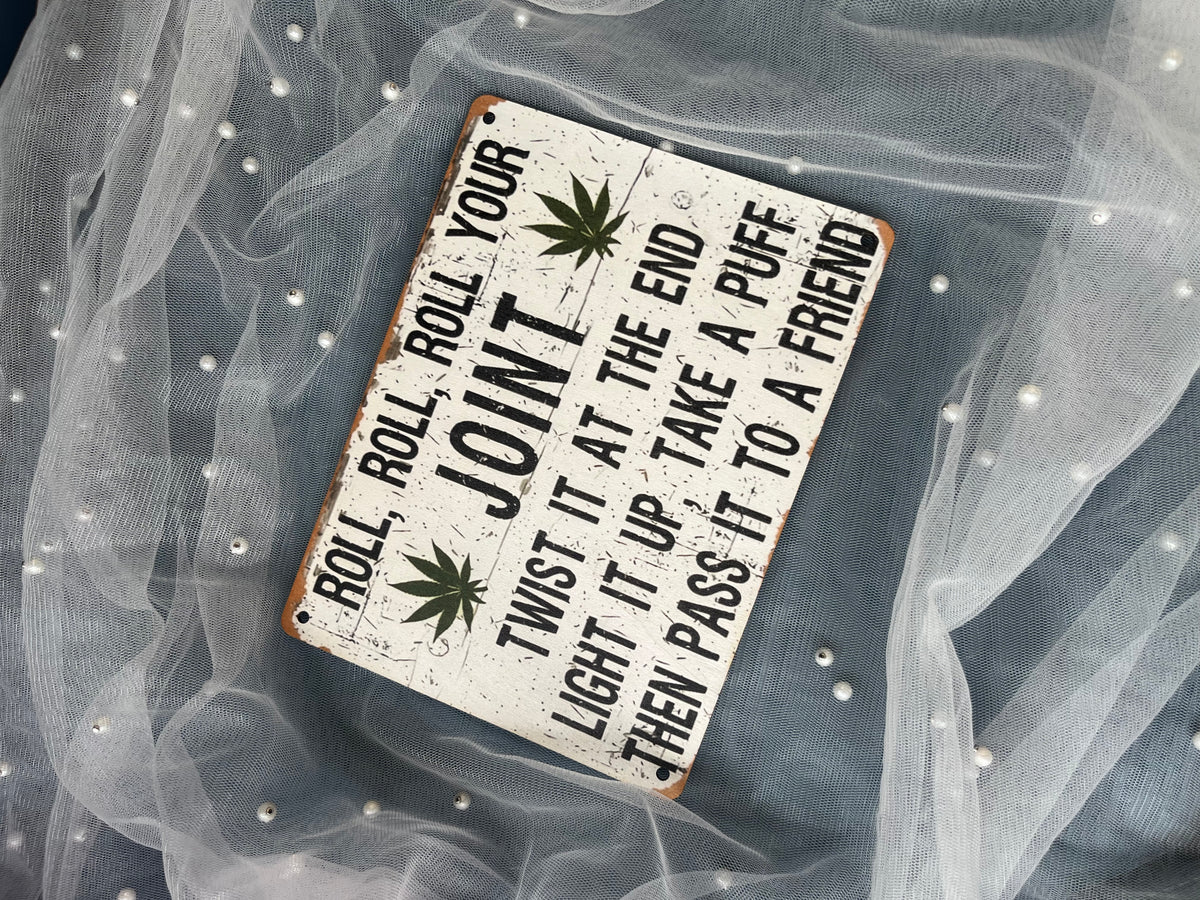 ROLL, ROLL, ROLL YOUR
JOINT
TWIST IT AT THE END
LIGHT IT UP, TAKE A PUFF
THEN PASS IT TO A FRIEND